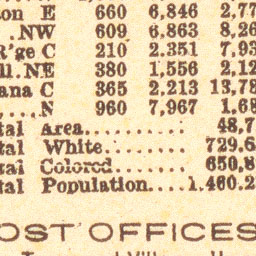 on E 660 6,846 2,77
. NW 609 6,863 8,26
R'ge C 210 2,351 7,93
ll. NE 380 1,556 2,12
ana C 365 2,213 13,78
.... N 960 7,967 1,68
tal Area.......... 48,7
tal White........ 729,6
tal Colored...... 650,8
tal Population.... 1,460,2
OST OFFICES